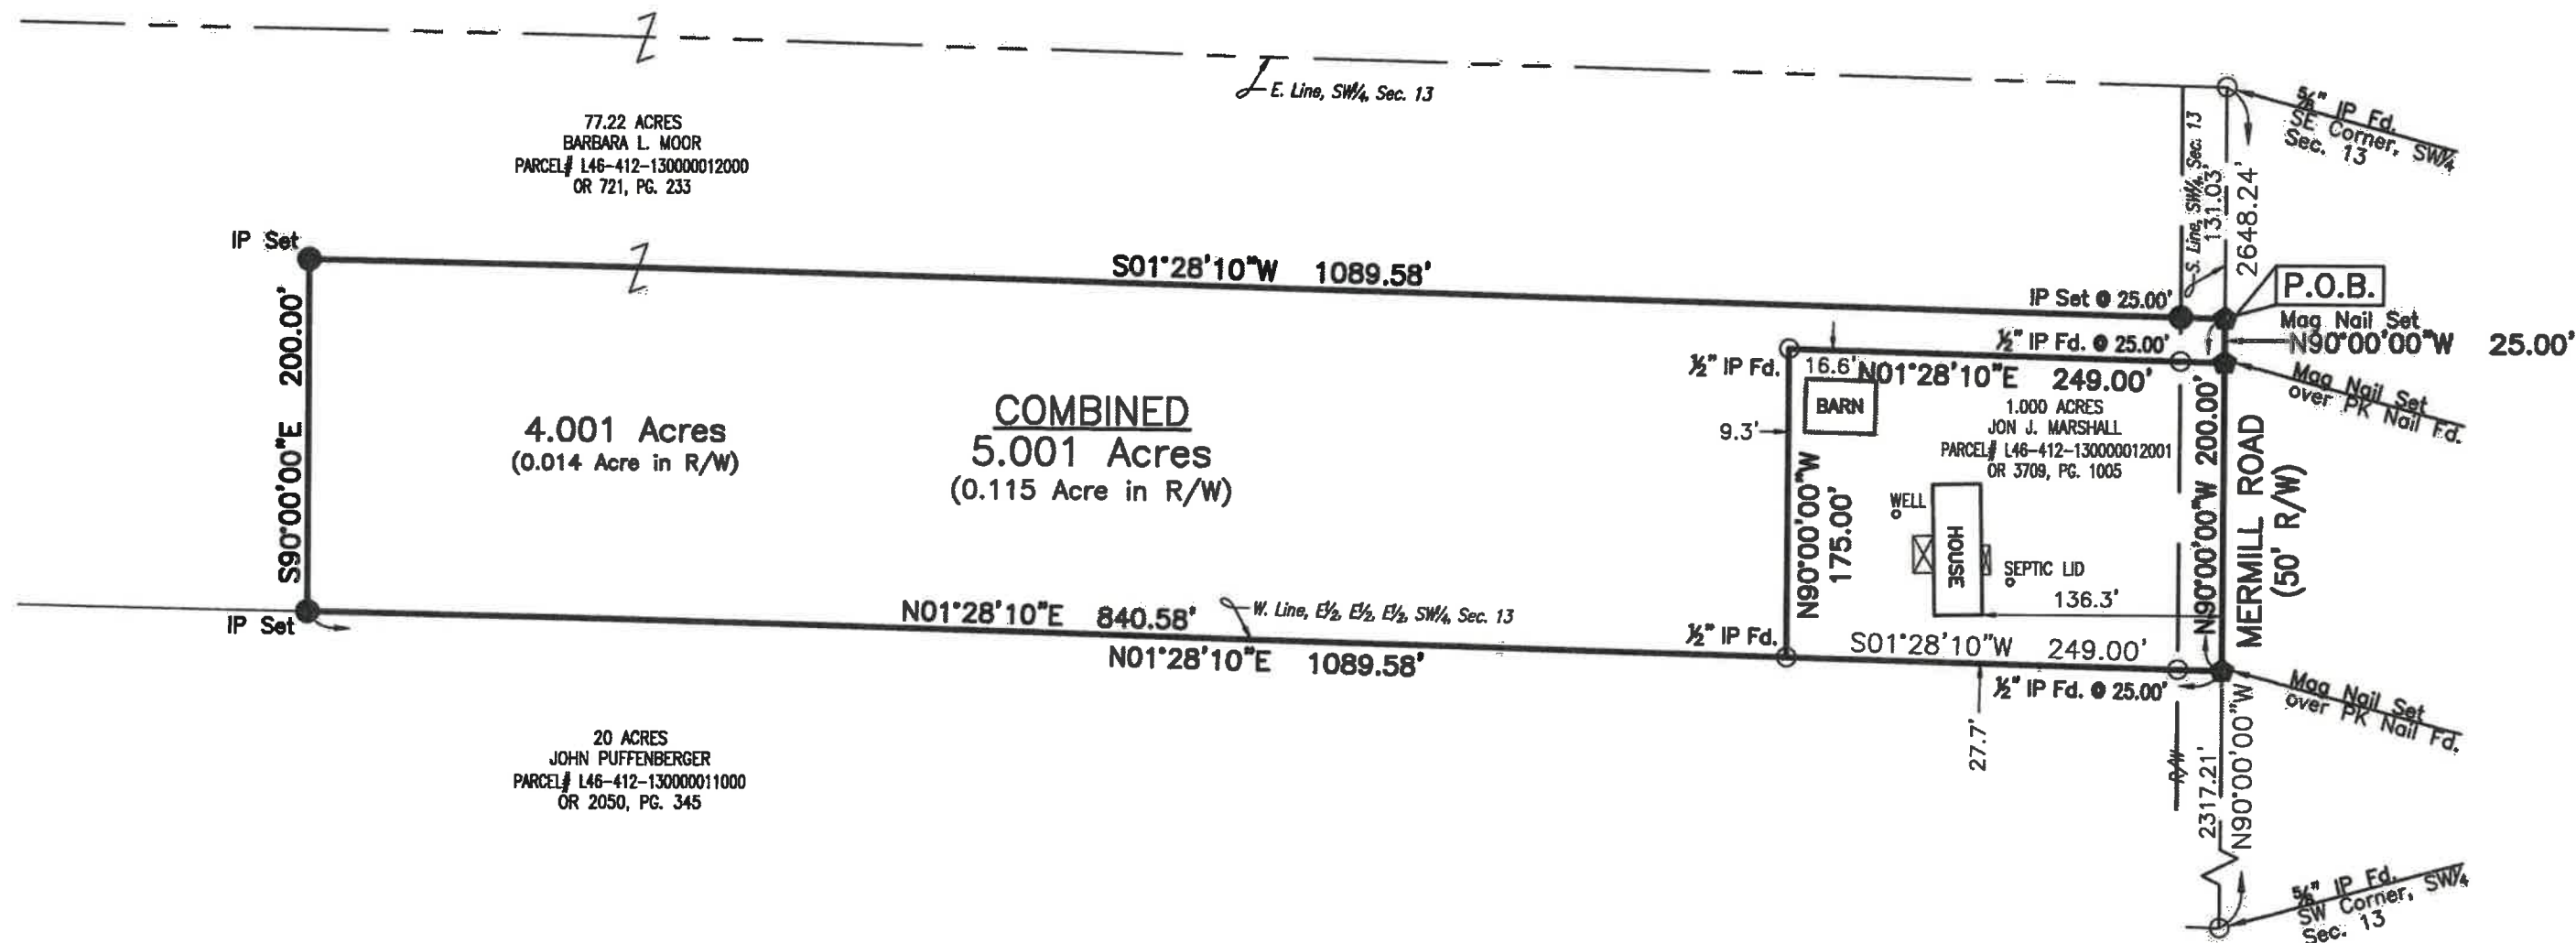 E. Line, SW¼, Sec. 13
5/8" IP Fd.
SE Corner, SW¼
Sec. 13
77.22 ACRES
BARBARA L. MOOR
PARCEL# L46-412-130000012000
OR 721, PG. 233
S. Line, SW¼, Sec. 13
131.03'
2648.24'
IP Set
S01°28'10"W 1089.58'
IP Set @ 25.00'
P.O.B.
Mag Nail Set
N90°00'00"W 25.00'
½" IP Fd. @ 25.00'
½" IP Fd.
16.6'
N01°28'10"E 249.00'
Mag Nail Set
over PK Nail Fd.
S90°00'00"E 200.00'
4.001 Acres
(0.014 Acre in R/W)
COMBINED
5.001 Acres
(0.115 Acre in R/W)
BARN
9.3'
1.000 ACRES
JON J. MARSHALL
PARCEL# L46-412-130000012001
OR 3709, PG. 1005
N90°00'00"W
175.00'
WELL
HOUSE
SEPTIC LID
136.3'
N90°00'00"W 200.00'
MERMILL ROAD
(50' R/W)
IP Set
N01°28'10"E 840.58'
W. Line, E½, E½, E½, SW¼, Sec. 13
N01°28'10"E 1089.58'
½" IP Fd.
S01°28'10"W 249.00'
½" IP Fd. @ 25.00'
27.7'
Mag Nail Set
over PK Nail Fd.
R/W
2317.21'
N90°00'00"W
20 ACRES
JOHN PUFFENBERGER
PARCEL# L46-412-130000011000
OR 2050, PG. 345
5/8" IP Fd.
SW Corner, SW¼
Sec. 13